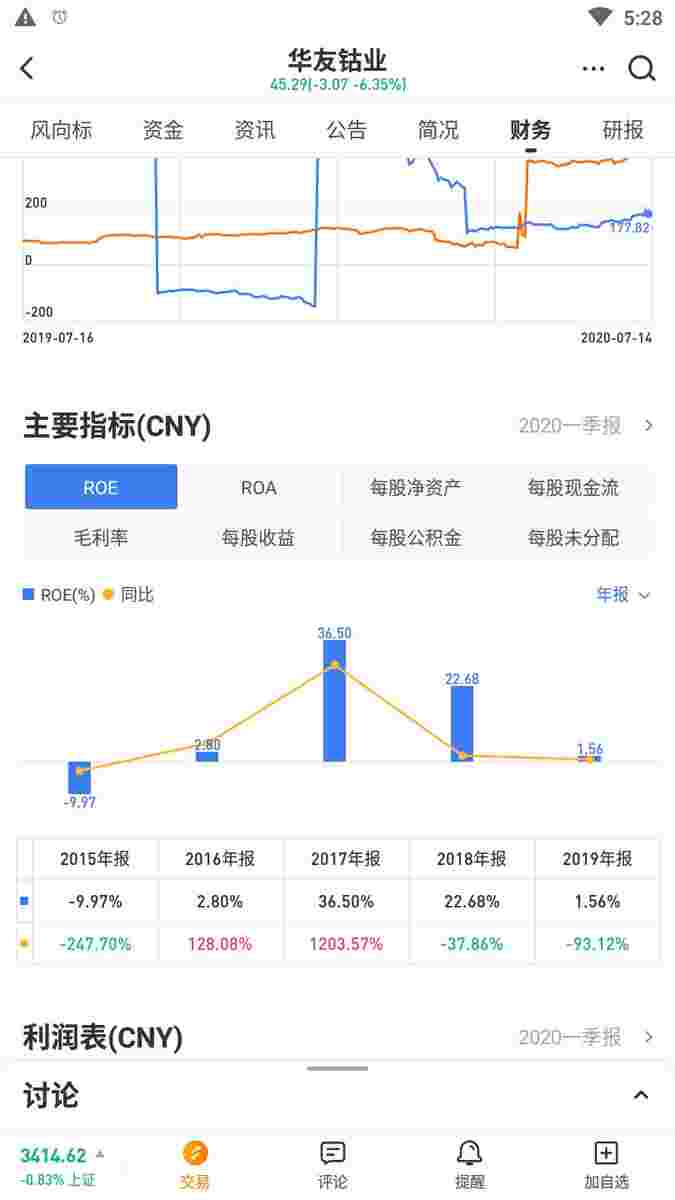 5:28
华友钴业
45.29(-3.07 -6.35%)
风向标 资金 资讯 公告 简况 财务 研报
200
177.82
0
-200
2019-07-16 2020-07-14
主要指标(CNY) 2020一季报
ROE ROA 每股净资产 每股现金流
毛利率 每股收益 每股公积金 每股未分配
ROE(%) 同比 年报
36.50
22.68
2.80
1.56
-9.97
2015年报 2016年报 2017年报 2018年报 2019年报
-9.97% 2.80% 36.50% 22.68% 1.56%
-247.70% 128.08% 1203.57% -37.86% -93.12%
利润表(CNY) 2020一季报
讨论
3414.62
-0.83% 上证
交易 评论 提醒 加自选